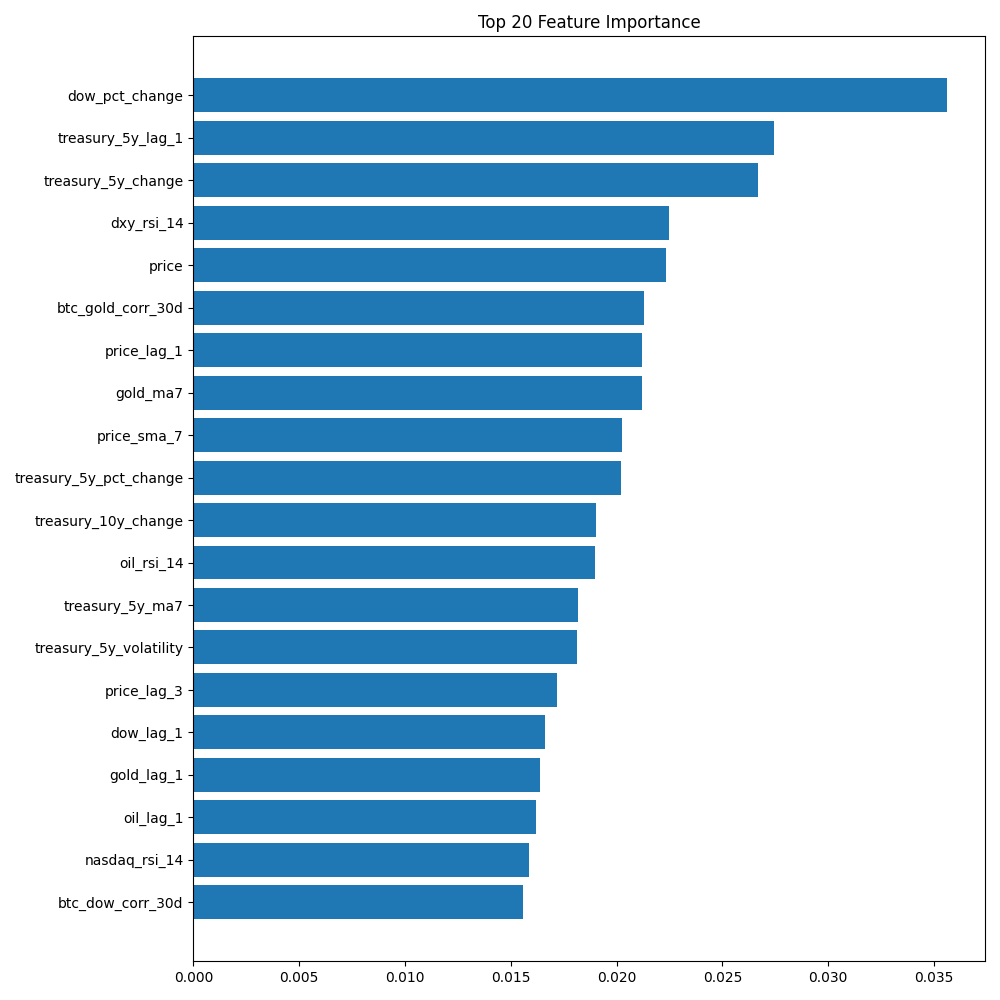 Top 20 Feature Importance
dow_pct_change
treasury_5y_lag_1
treasury_5y_change
dxy_rsi_14
price
btc_gold_corr_30d
price_lag_1
gold_ma7
price_sma_7
treasury_5y_pct_change
treasury_10y_change
oil_rsi_14
treasury_5y_ma7
treasury_5y_volatility
price_lag_3
dow_lag_1
gold_lag_1
oil_lag_1
nasdaq_rsi_14
btc_dow_corr_30d
0.000 0.005 0.010 0.015 0.020 0.025 0.030 0.035